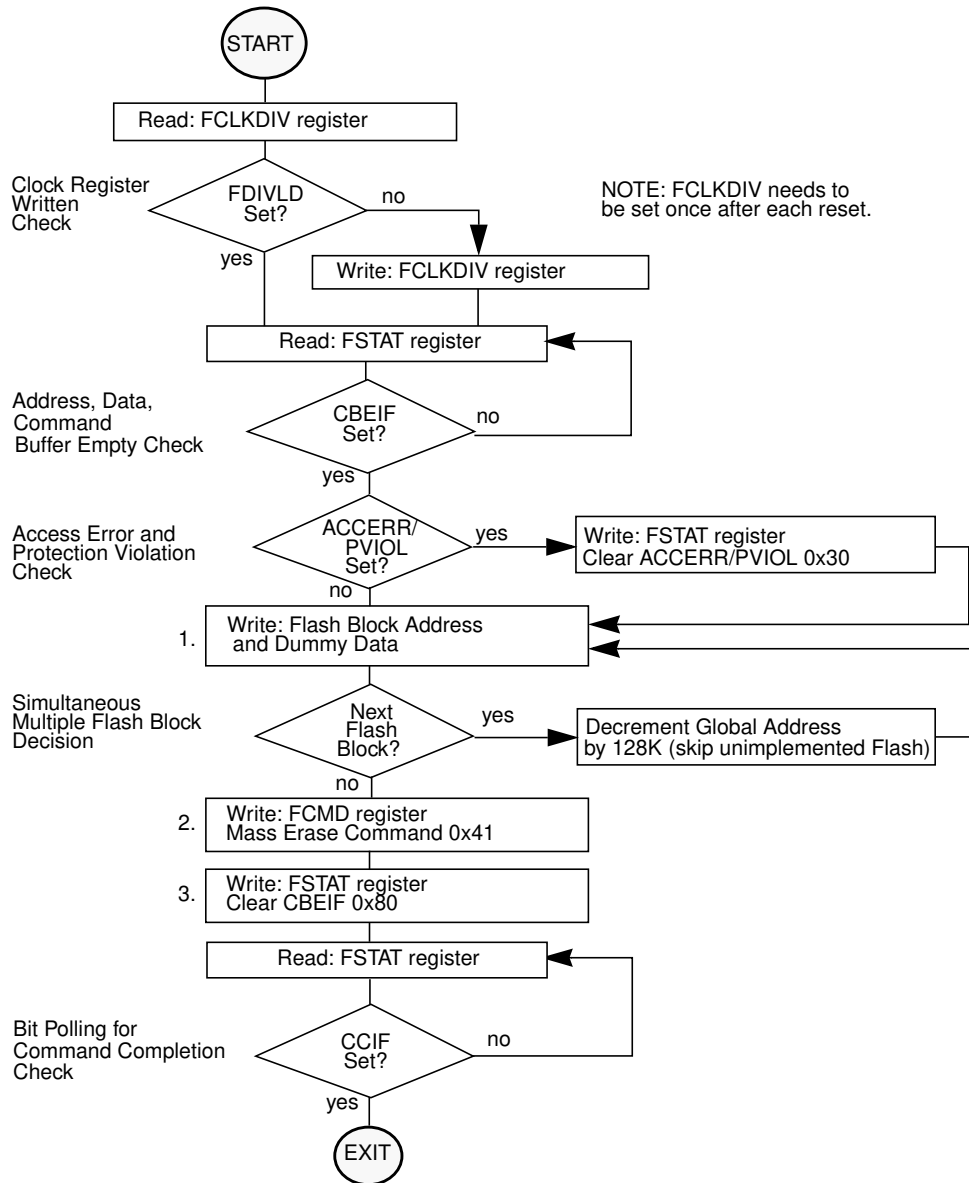 START
Read: FCLKDIV register
Clock Register
Written
Check
FDIVLD
Set?
no
NOTE: FCLKDIV needs to
be set once after each reset.
yes
Write: FCLKDIV register
Read: FSTAT register
Address, Data,
Command
Buffer Empty Check
CBEIF
Set?
no
yes
Access Error and
Protection Violation
Check
ACCERR/
PVIOL
Set?
yes
Write: FSTAT register
Clear ACCERR/PVIOL 0x30
no
1.
Write: Flash Block Address
and Dummy Data
Simultaneous
Multiple Flash Block
Decision
Next
Flash
Block?
yes
Decrement Global Address
by 128K (skip unimplemented Flash)
no
2.
Write: FCMD register
Mass Erase Command 0x41
3.
Write: FSTAT register
Clear CBEIF 0x80
Read: FSTAT register
Bit Polling for
Command Completion
Check
CCIF
Set?
no
yes
EXIT